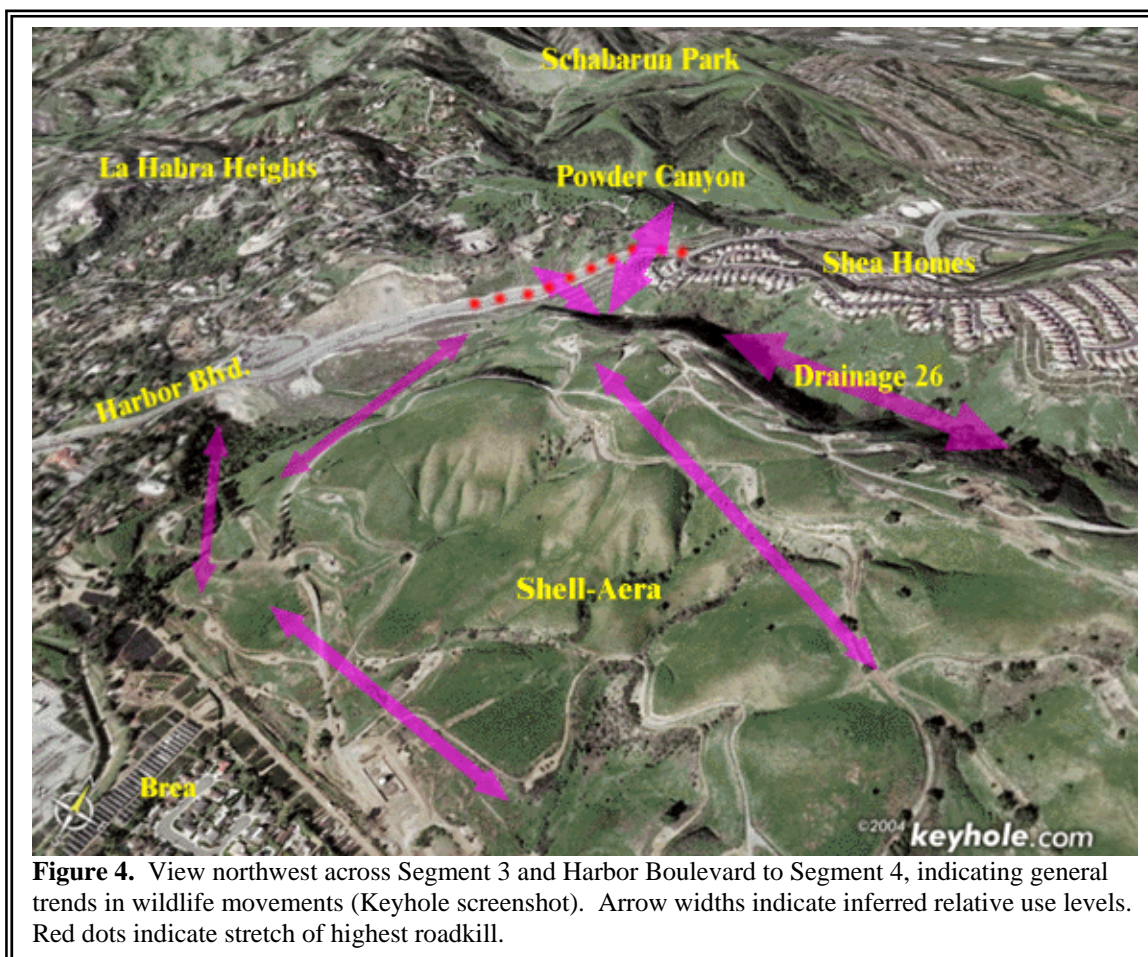 Schabarun Park
La Habra Heights
Powder Canyon
Shea Homes
Harbor Blvd.
Drainage 26
Shell-Aera
Brea
©2004 keyhole.com
Figure 4. View northwest across Segment 3 and Harbor Boulevard to Segment 4, indicating general
trends in wildlife movements (Keyhole screenshot). Arrow widths indicate inferred relative use levels.
Red dots indicate stretch of highest roadkill.